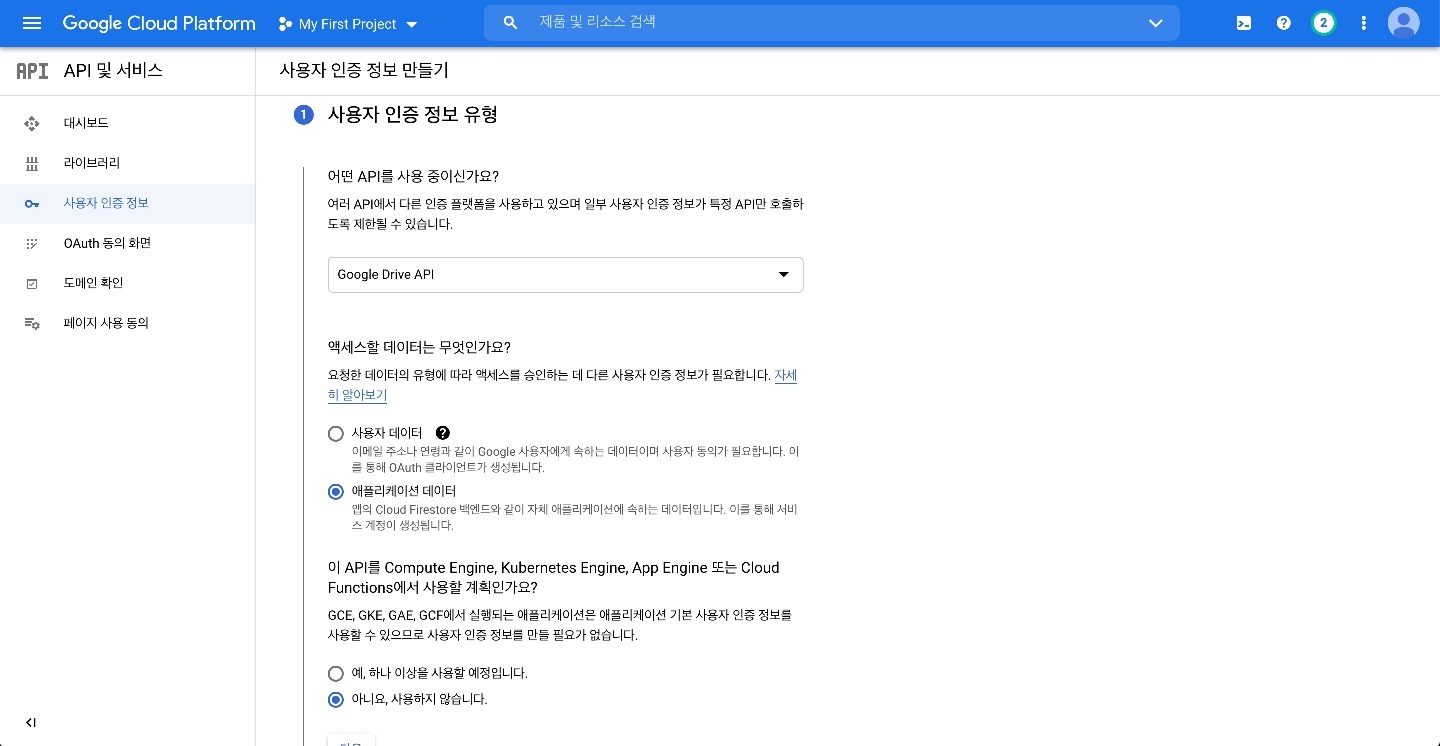 Google Cloud Platform
My First Project
제품 및 리소스 검색
2
API API 및 서비스
사용자 인증 정보 만들기
대시보드
라이브러리
사용자 인증 정보
OAuth 동의 화면
도메인 확인
페이지 사용 동의
1 사용자 인증 정보 유형
어떤 API를 사용 중이신가요?
여러 API에서 다른 인증 플랫폼을 사용하고 있으며 일부 사용자 인증 정보가 특정 API만 호출하
도록 제한될 수 있습니다.
Google Drive API
액세스할 데이터는 무엇인가요?
요청한 데이터의 유형에 따라 액세스를 승인하는 데 다른 사용자 인증 정보가 필요합니다. 자세
히 알아보기
사용자 데이터
이메일 주소나 연령과 같이 Google 사용자에게 속하는 데이터이며 사용자 동의가 필요합니다. 이
를 통해 OAuth 클라이언트가 생성됩니다.
애플리케이션 데이터
앱의 Cloud Firestore 백엔드와 같이 자체 애플리케이션에 속하는 데이터입니다. 이를 통해 서비
스 계정이 생성됩니다.
이 API를 Compute Engine, Kubernetes Engine, App Engine 또는 Cloud
Functions에서 사용할 계획인가요?
GCE, GKE, GAE, GCF에서 실행되는 애플리케이션은 애플리케이션 기본 사용자 인증 정보를
사용할 수 있으므로 사용자 인증 정보를 만들 필요가 없습니다.
예, 하나 이상을 사용할 예정입니다.
아니요, 사용하지 않습니다.